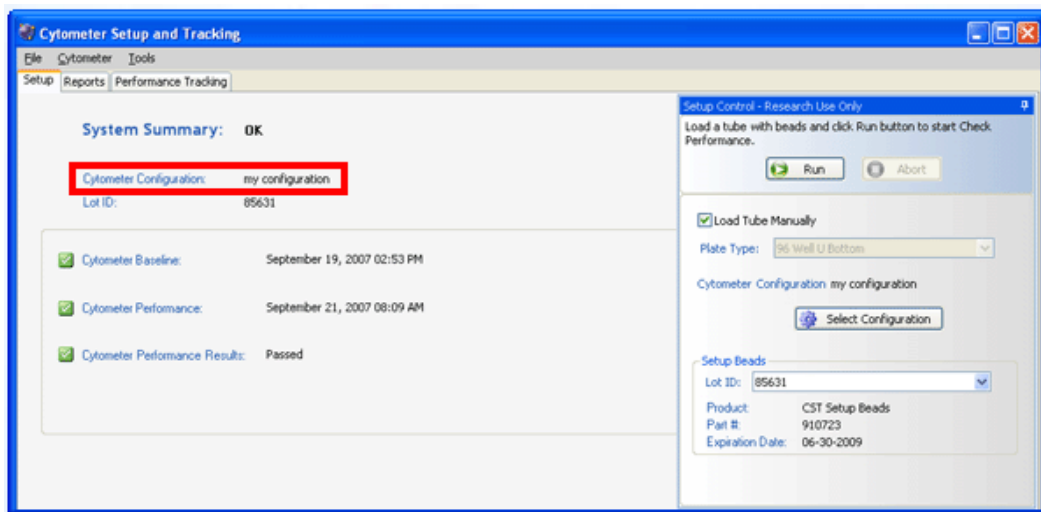 Cytometer Setup and Tracking
File Cytometer Tools
Setup Reports Performance Tracking
System Summary: OK
Cytometer Configuration: my configuration
Lot ID: 85631
Cytometer Baseline: September 19, 2007 02:53 PM
Cytometer Performance: September 21, 2007 08:09 AM
Cytometer Performance Results: Passed
Setup Control - Research Use Only
Load a tube with beads and click Run button to start Check
Performance.
Run Abort
Load Tube Manually
Plate Type: 96 Well U Bottom
Cytometer Configuration my configuration
Select Configuration
Setup Beads
Lot ID: 85631
Product: CST Setup Beads
Part #: 910723
Expiration Date: 06-30-2009